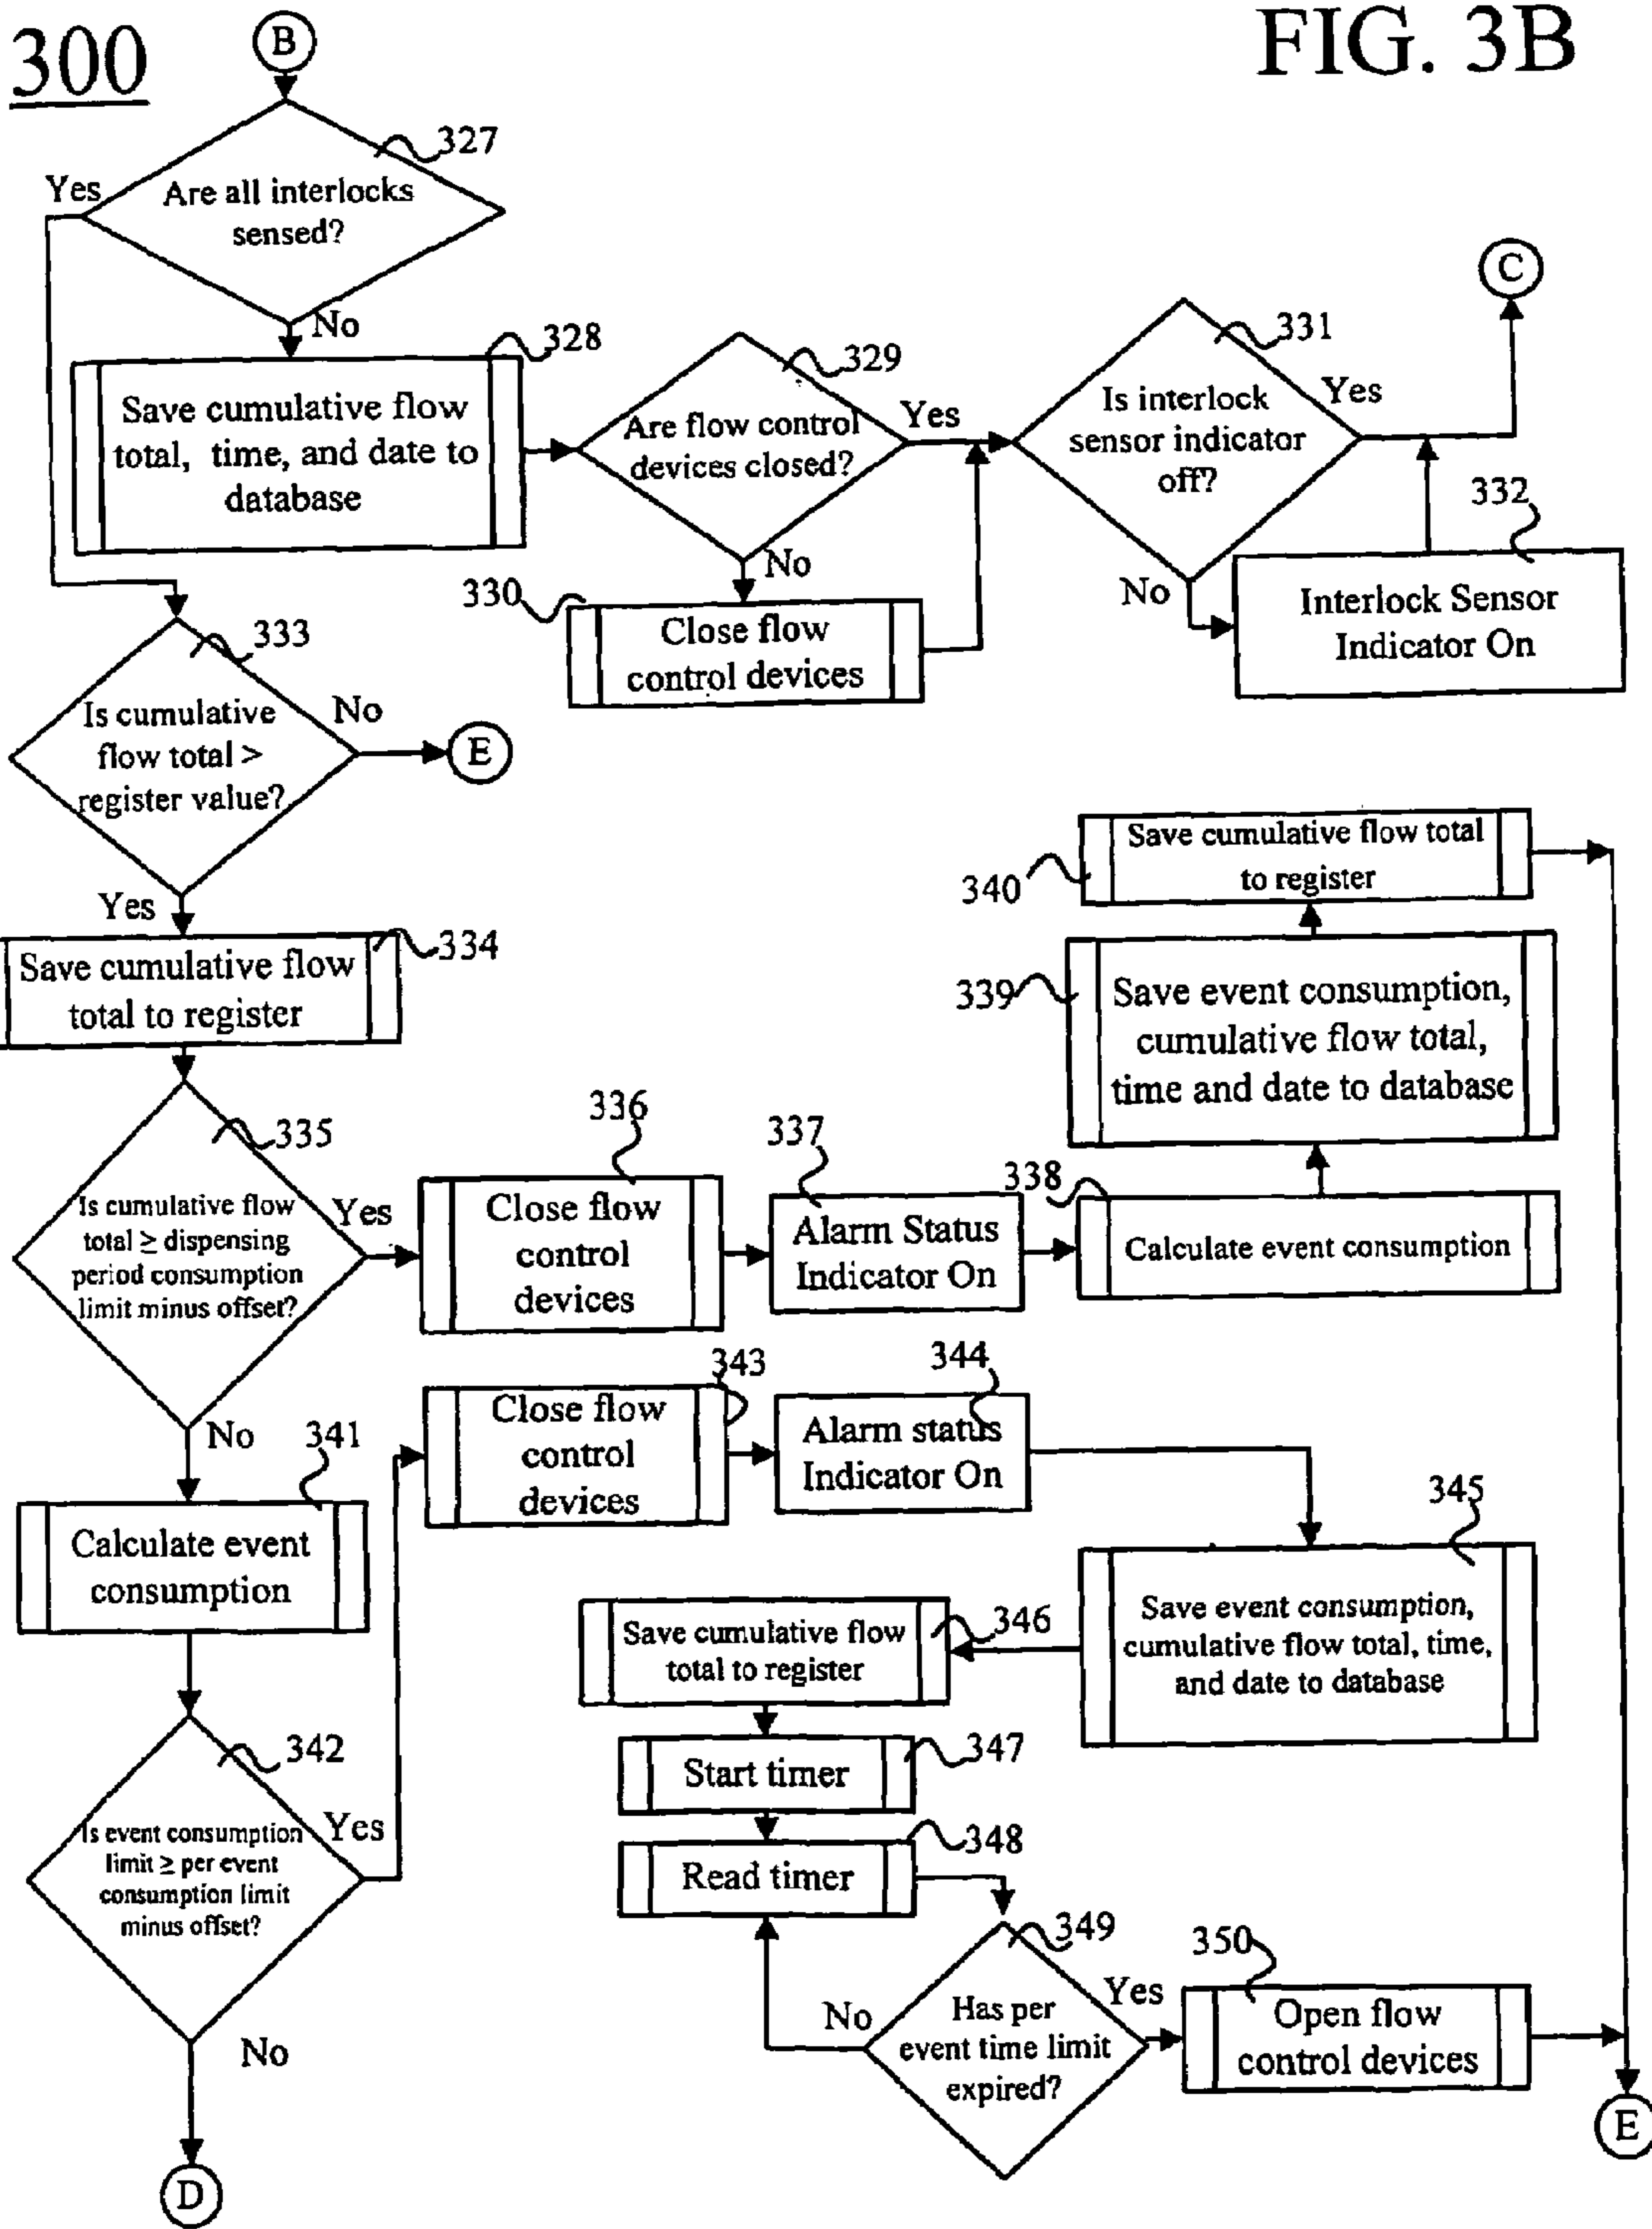 300
FIG. 3B
B
327
Yes
Are all interlocks
sensed?
No
328
Save cumulative flow
total, time, and date to
database
329
Are flow control
devices closed?
Yes
No
330
Close flow
control devices
331
Is interlock
sensor indicator
off?
Yes
C
No
332
Interlock Sensor
Indicator On
333
Is cumulative
flow total >
register value?
No
E
Yes
334
Save cumulative flow
total to register
335
Is cumulative flow
total ≥ dispensing
period consumption
limit minus offset?
Yes
336
Close flow
control
devices
337
Alarm Status
Indicator On
338
Calculate event consumption
339
Save event consumption,
cumulative flow total,
time and date to database
340
Save cumulative flow total
to register
No
341
Calculate event
consumption
342
Is event consumption
limit ≥ per event
consumption limit
minus offset?
Yes
343
Close flow
control
devices
344
Alarm status
Indicator On
345
Save event consumption,
cumulative flow total, time,
and date to database
346
Save cumulative flow
total to register
347
Start timer
348
Read timer
349
Has per
event time limit
expired?
No
Yes
350
Open flow
control devices
E
No
D